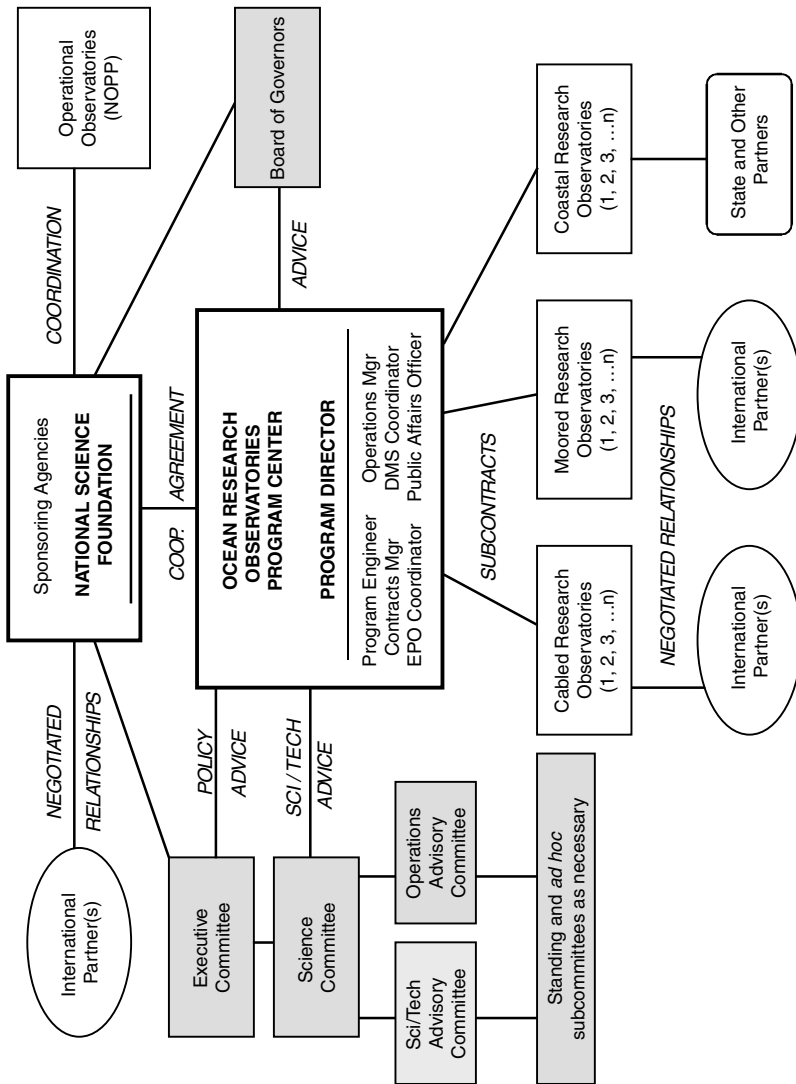 International
Partner(s)
NEGOTIATED
RELATIONSHIPS
Sponsoring Agencies
NATIONAL SCIENCE
FOUNDATION
COORDINATION
Operational
Observatories
(NOPP)
Executive
Committee
POLICY
ADVICE
COOP. AGREEMENT
Science
Committee
SCI / TECH
ADVICE
OCEAN RESEARCH
OBSERVATORIES
PROGRAM CENTER
PROGRAM DIRECTOR
Program Engineer
Contracts Mgr
EPO Coordinator
Operations Mgr
DMS Coordinator
Public Affairs Officer
ADVICE
Board of Governors
Sci/Tech
Advisory
Committee
Operations
Advisory
Committee
SUBCONTRACTS
Standing and ad hoc
subcommittees as necessary
Cabled Research
Observatories
(1, 2, 3, ...n)
Moored Research
Observatories
(1, 2, 3, ...n)
Coastal Research
Observatories
(1, 2, 3, ...n)
NEGOTIATED RELATIONSHIPS
International
Partner(s)
International
Partner(s)
State and Other
Partners